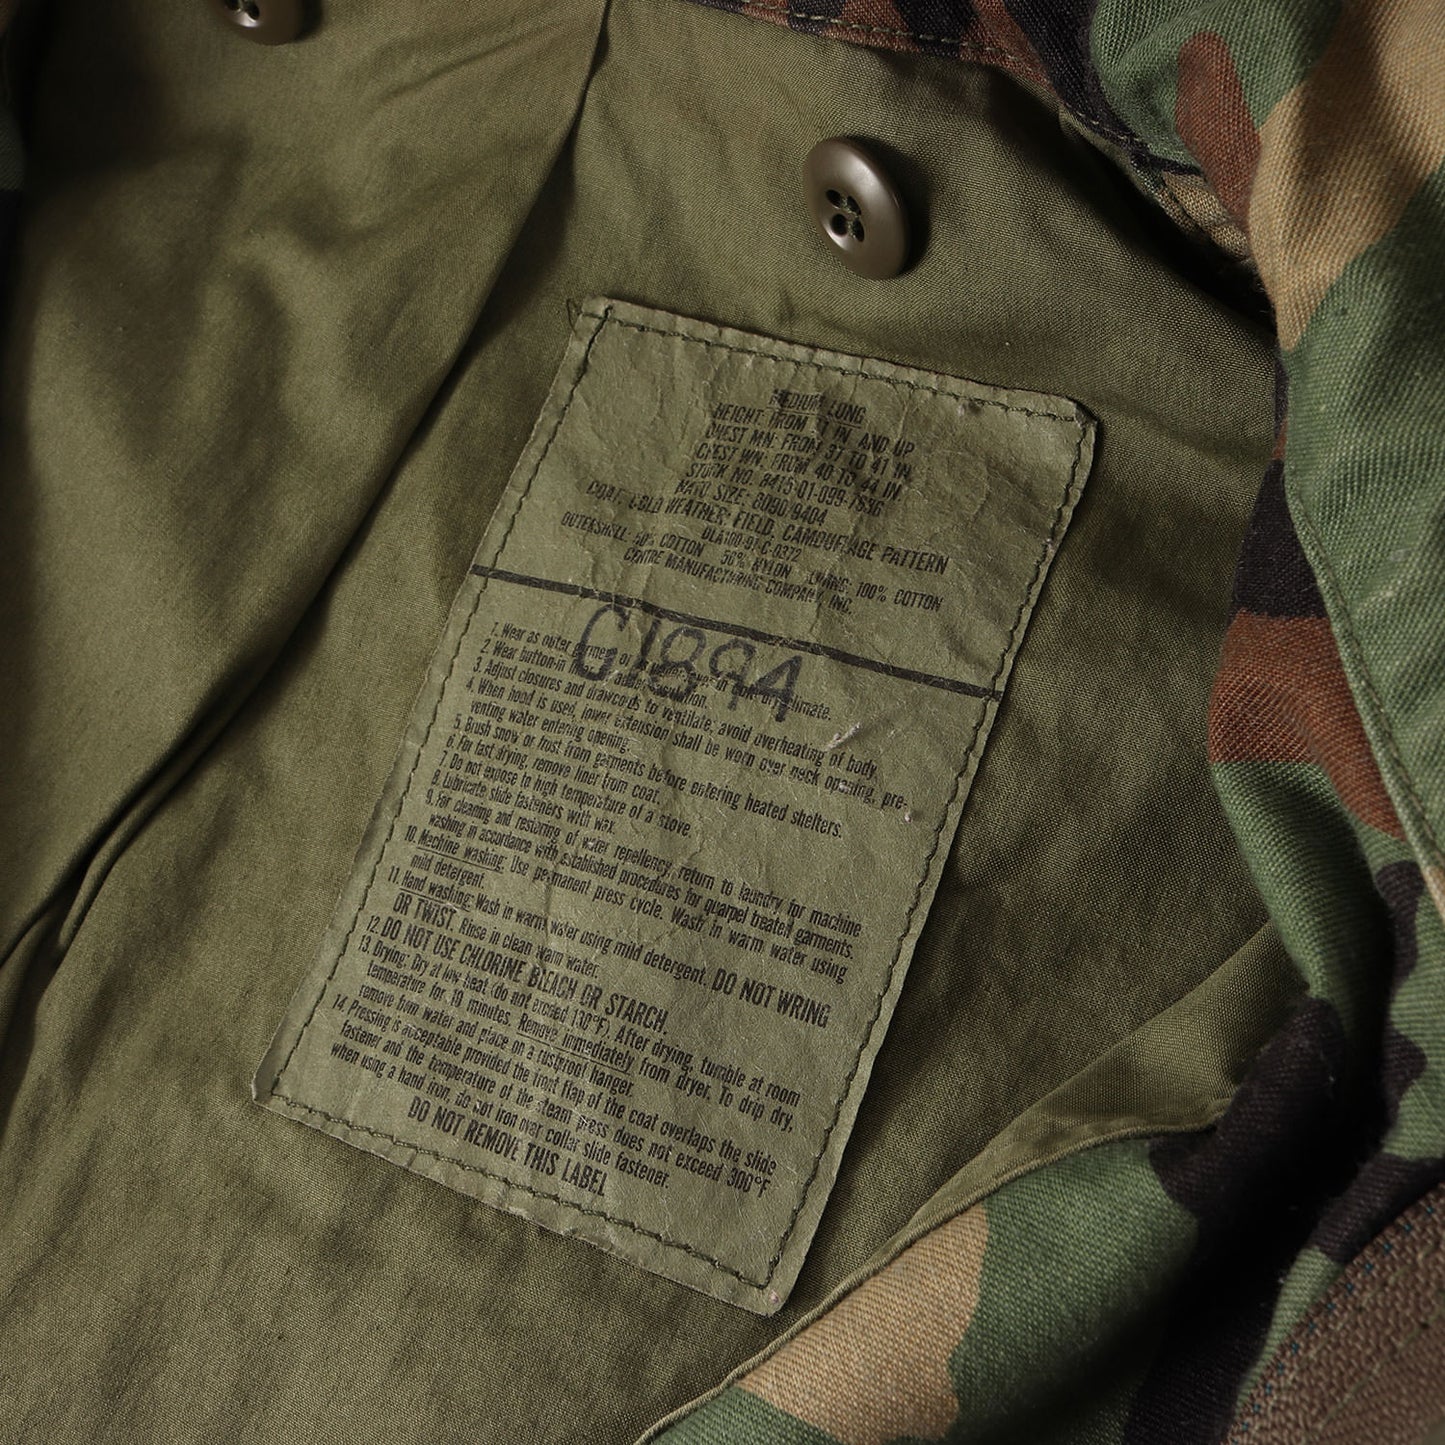 MEDIUM LONG
HEIGHT: FROM 71 IN AND UP
CHEST MN: FROM 37 TO 41 IN
CHEST WN: FROM 40 TO 44 IN
STOCK NO. 8415-01-099-7836
NATO SIZE: 8090/9404
COAT, COLD WEATHER: FIELD, CAMOUFLAGE PATTERN
DLA100-91-C-0372
OUTERSHELL: 50% COTTON 50% NYLON LINING: 100% COTTON
CENTRE MANUFACTURING COMPANY, INC.
G1894
1. Wear as outer garment or in cold climate.
2. Wear button-in liner
3. Adjust closures and drawcords to ventilate; avoid overheating of body.
4. When hood is used, lower extension shall be worn over neck opening, pre-
venting water entering opening.
5. Brush snow or frost from garments before entering heated shelters.
6. For fast drying, remove liner from coat.
7. Do not expose to high temperature of a stove.
8. Lubricate slide fasteners with wax.
9. For cleaning and restoring of water repellency, return to laundry for machine
washing in accordance with established procedures for quarpel treated garments.
10. Machine washing: Use permanent press cycle. Wash in warm water using
mild detergent.
11. Hand washing: Wash in warm water using mild detergent. DO NOT WRING
OR TWIST. Rinse in clean warm water.
12. DO NOT USE CHLORINE BLEACH OR STARCH.
13. Drying: Dry at low heat (do not exceed 130°F). After drying, tumble at room
temperature for 10 minutes. Remove immediately from dryer. To drip dry,
remove from water and place on a rustproof hanger.
14. Pressing is acceptable provided the front flap of the coat overlaps the slide
fastener and the temperature of the steam press does not exceed 300°F
when using a hand iron, do not iron over collar slide fastener.
DO NOT REMOVE THIS LABEL